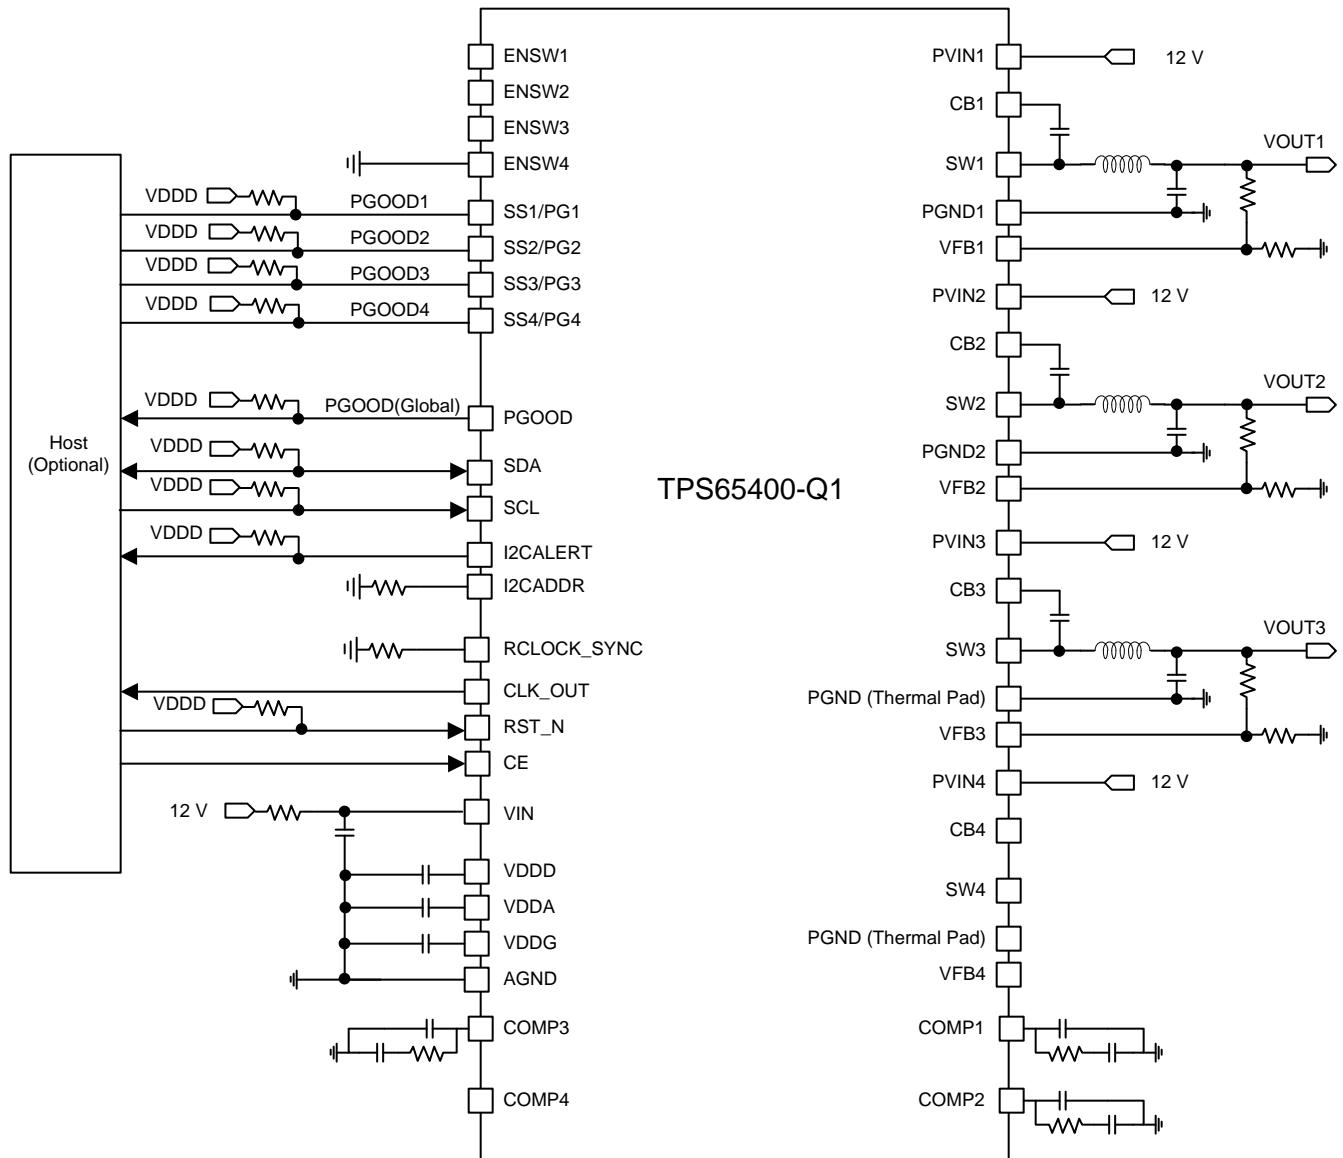 ENSW1
ENSW2
ENSW3
ENSW4
VDDD
PGOOD1
SS1/PG1
VDDD
PGOOD2
SS2/PG2
VDDD
PGOOD3
SS3/PG3
VDDD
PGOOD4
SS4/PG4
VDDD
PGOOD(Global)
PGOOD
Host
(Optional)
VDDD
SDA
VDDD
SCL
VDDD
I2CALERT
I2CADDR
RCLOCK_SYNC
CLK_OUT
VDDD
RST_N
CE
12 V
VIN
VDDD
VDDA
VDDG
AGND
COMP3
COMP4
TPS65400-Q1
PVIN1
12 V
CB1
SW1
VOUT1
PGND1
VFB1
PVIN2
12 V
CB2
SW2
VOUT2
PGND2
VFB2
PVIN3
12 V
CB3
SW3
VOUT3
PGND (Thermal Pad)
VFB3
PVIN4
12 V
CB4
SW4
PGND (Thermal Pad)
VFB4
COMP1
COMP2